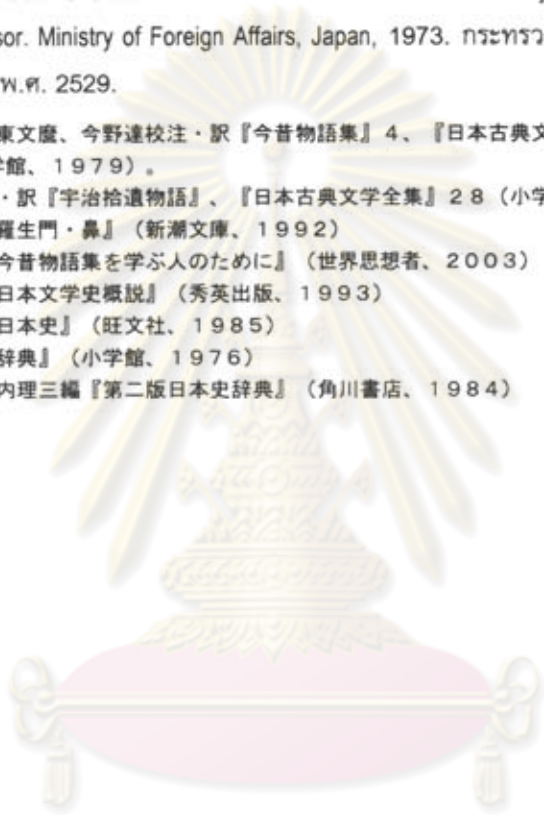 sor. Ministry of Foreign Affairs, Japan, 1973. กระทรว
พ.ศ. 2529.
東文麿、今野達校注・訳『今昔物語集』４、『日本古典文
学館、１９７９）。
・訳『宇治拾遺物語』、『日本古典文学全集』２８（小学
羅生門・鼻』（新潮文庫、１９９２）
今昔物語集を学ぶ人のために』（世界思想者、２００３）
日本文学史概説』（秀英出版、１９９３）
日本史』（旺文社、１９８５）
辞典』（小学館、１９７６）
内理三編『第二版日本史辞典』（角川書店、１９８４）